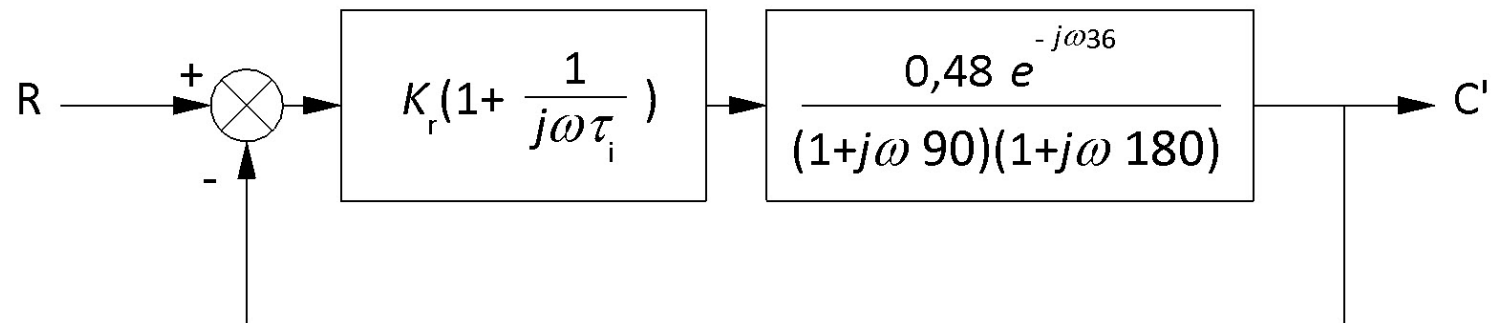 R
+
-
K_r(1+ 1/(jωτ_i) )
0,48 e^(-jω36)
(1+jω 90)(1+jω 180)
C'